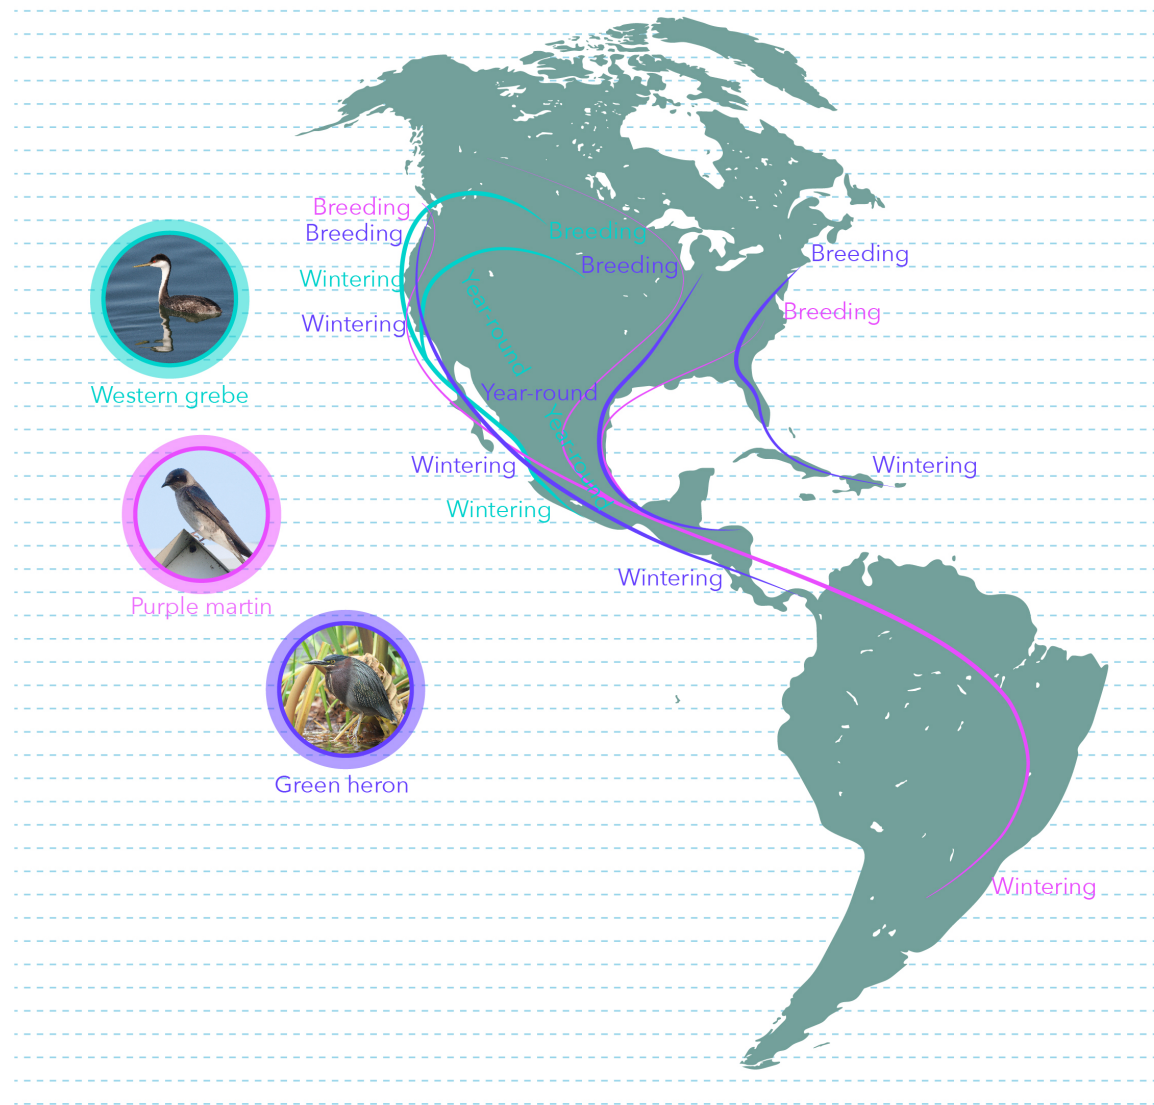 Breeding
Breeding
Breeding
Breeding
Breeding
Wintering
Year-round
Breeding
Wintering
Western grebe
Year-round
Year-round
Wintering
Wintering
Wintering
Wintering
Purple martin
Green heron
Wintering